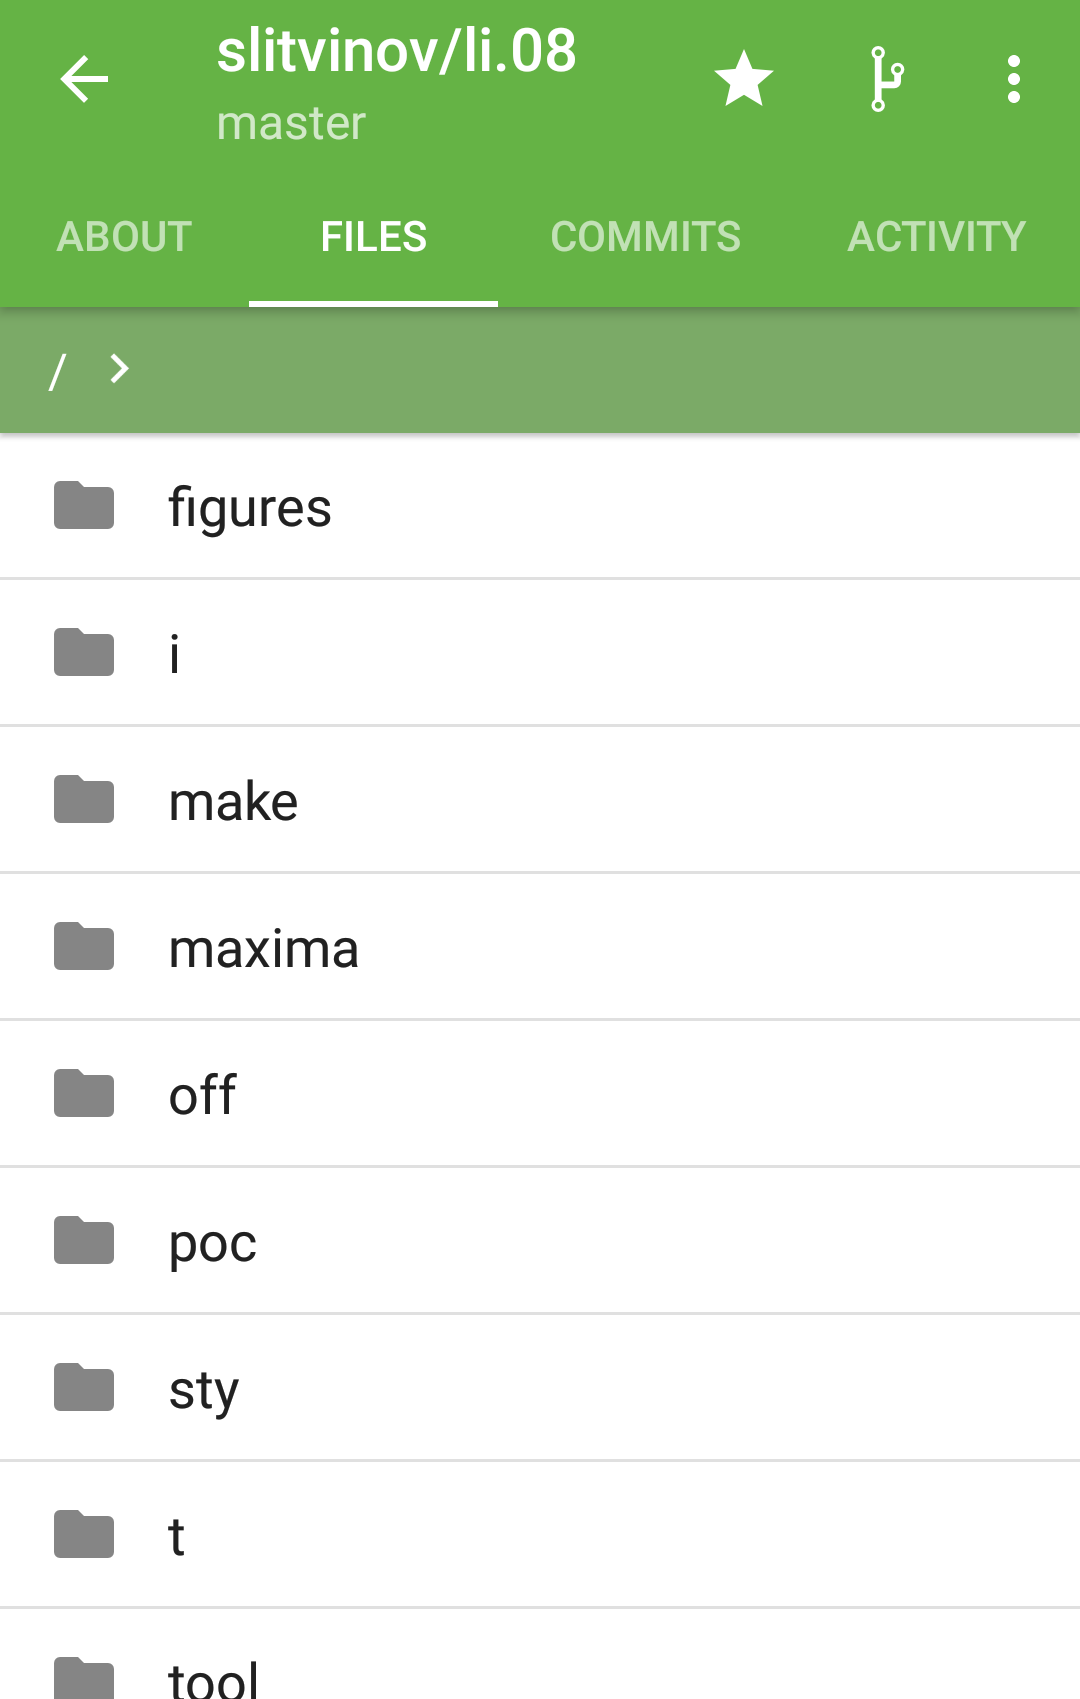 slitvinov/li.08
master
ABOUT FILES COMMITS ACTIVITY
/
figures
i
make
maxima
off
poc
sty
t
tool